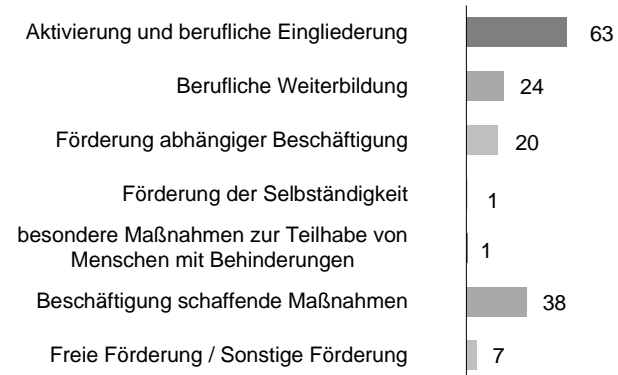 Aktivierung und berufliche Eingliederung 63
Berufliche Weiterbildung 24
Förderung abhängiger Beschäftigung 20
Förderung der Selbständigkeit 1
besondere Maßnahmen zur Teilhabe von
Menschen mit Behinderungen 1
Beschäftigung schaffende Maßnahmen 38
Freie Förderung / Sonstige Förderung 7